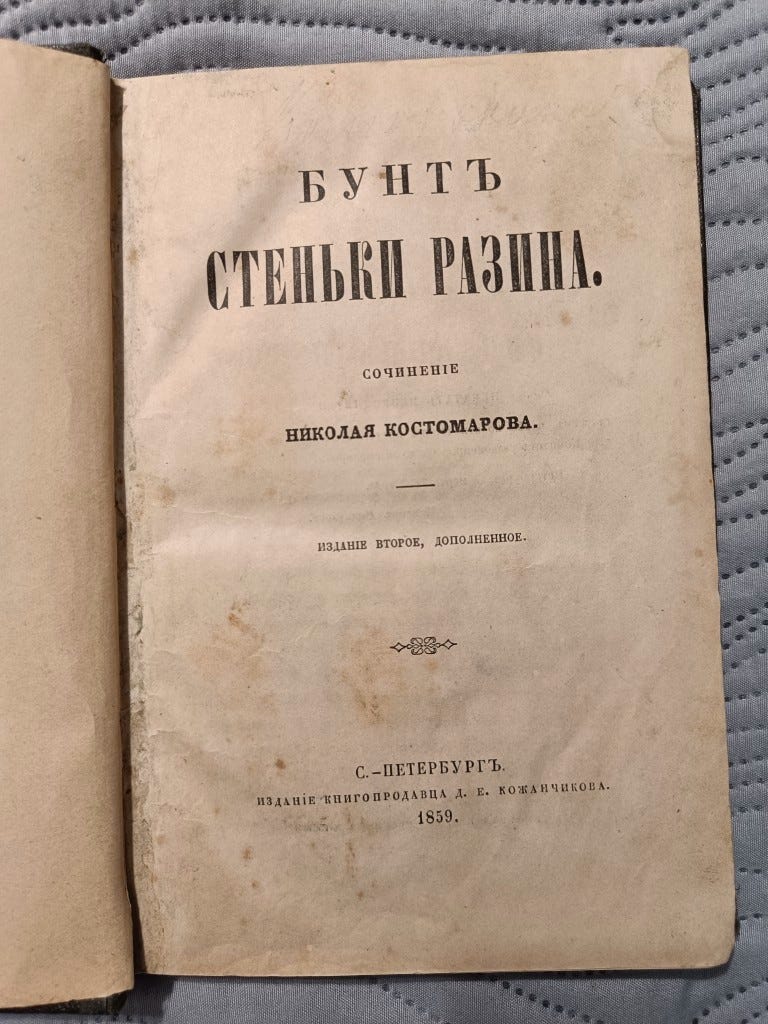 БУНТЪ
СТЕНЬКИ РАЗИНА.
СОЧИНЕНІЕ
НИКОЛАЯ КОСТОМАРОВА.
ИЗДАНІЕ ВТОРОЕ, ДОПОЛНЕННОЕ.
С.-ПЕТЕРБУРГЪ.
ИЗДАНІЕ КНИГОПРОДАВЦА Д. Е. КОЖАНЧИКОВА.
1859.